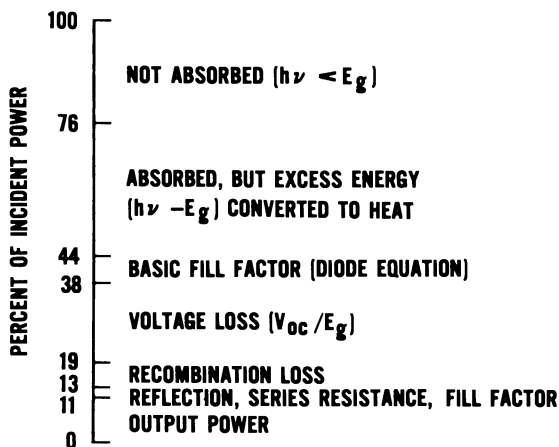 PERCENT OF INCIDENT POWER
100
NOT ABSORBED (hν < Eg)
76
ABSORBED, BUT EXCESS ENERGY
(hν -Eg) CONVERTED TO HEAT
44
BASIC FILL FACTOR (DIODE EQUATION)
38
VOLTAGE LOSS (VOC/Eg)
19
RECOMBINATION LOSS
13
REFLECTION, SERIES RESISTANCE, FILL FACTOR
11
OUTPUT POWER
0